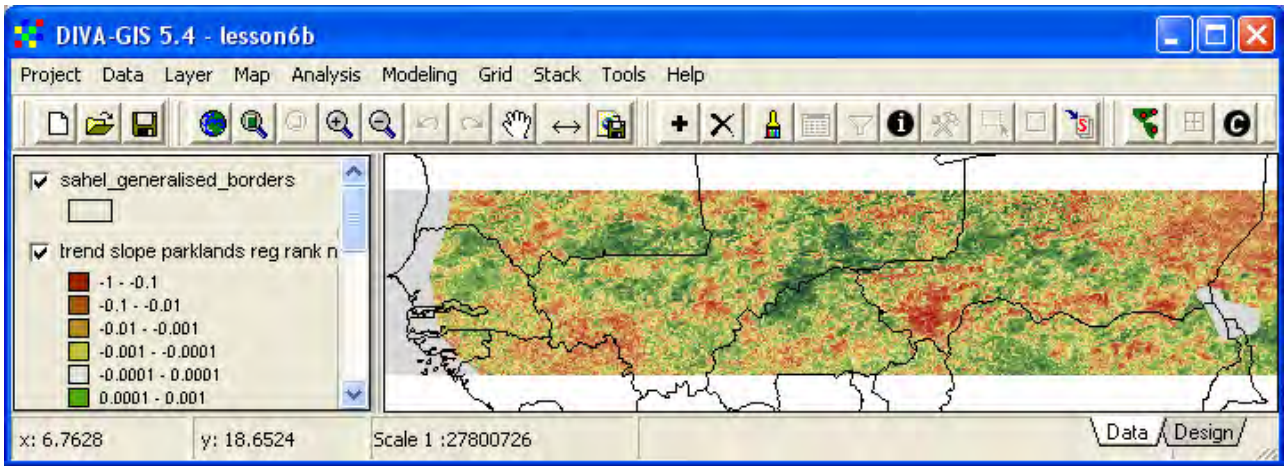 DIVA-GIS 5.4 - lesson6b
Project Data Layer Map Analysis Modeling Grid Stack Tools Help
sahel_generalised_borders
trend slope parklands reg rank n
-1 - -0.1
-0.1 - -0.01
-0.01 - -0.001
-0.001 - -0.0001
-0.0001 - 0.0001
0.0001 - 0.001
x: 6.7628 y: 18.6524 Scale 1 :27800726 Data Design